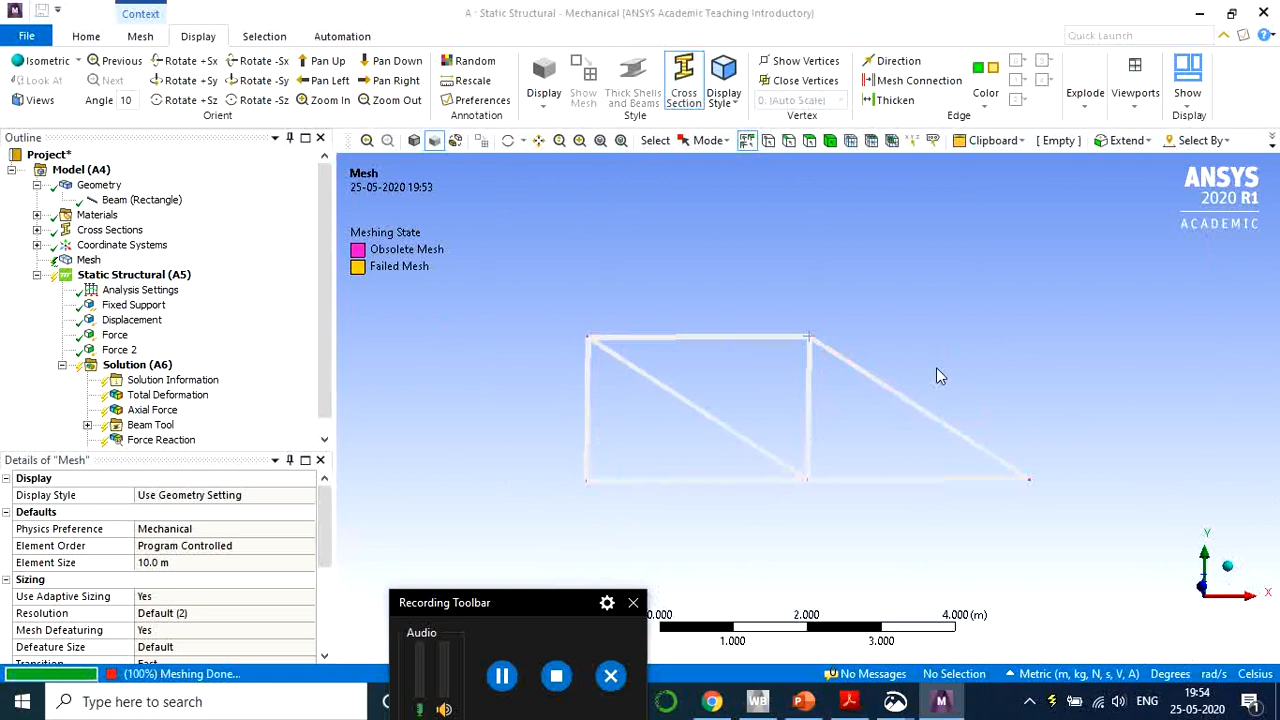 Context
A : Static Structural - Mechanical [ANSYS Academic Teaching Introductory]
File
Home
Mesh
Display
Selection
Automation
Quick Launch
Isometric
Previous
Rotate +Sx
Rotate -Sx
Pan Up
Pan Down
Random
Look At
Next
Rotate +Sy
Rotate -Sy
Pan Left
Pan Right
Rescale
Views
Angle 10
Rotate +Sz
Rotate -Sz
Zoom In
Zoom Out
Preferences
Orient
Annotation
Display
Show
Mesh
Thick Shells
and Beams
Cross
Section
Display
Style
Style
Show Vertices
Close Vertices
0. (Auto Scale)
Vertex
Direction
Mesh Connection
Thicken
Color
Edge
Explode
Viewports
Show
Display
Outline
Select
Mode
Clipboard
[ Empty ]
Extend
Select By
Project*
Model (A4)
Geometry
Beam (Rectangle)
Materials
Cross Sections
Coordinate Systems
Mesh
Static Structural (A5)
Analysis Settings
Fixed Support
Displacement
Force
Force 2
Solution (A6)
Solution Information
Total Deformation
Axial Force
Beam Tool
Force Reaction
Mesh
25-05-2020 19:53
Meshing State
Obsolete Mesh
Failed Mesh
ANSYS
2020 R1
ACADEMIC
Details of "Mesh"
Display
Display Style Use Geometry Setting
Defaults
Physics Preference Mechanical
Element Order Program Controlled
Element Size 10.0 m
Sizing
Use Adaptive Sizing Yes
Resolution Default (2)
Mesh Defeaturing Yes
Defeature Size Default
Transition Fast
Y
X
0.000
2.000
4.000 (m)
1.000
3.000
Recording Toolbar
Audio
(100%) Meshing Done...
No Messages
No Selection
Metric (m, kg, N, s, V, A)
Degrees
rad/s
Celsius
Type here to search
WB
M
ENG
19:54
25-05-2020
1